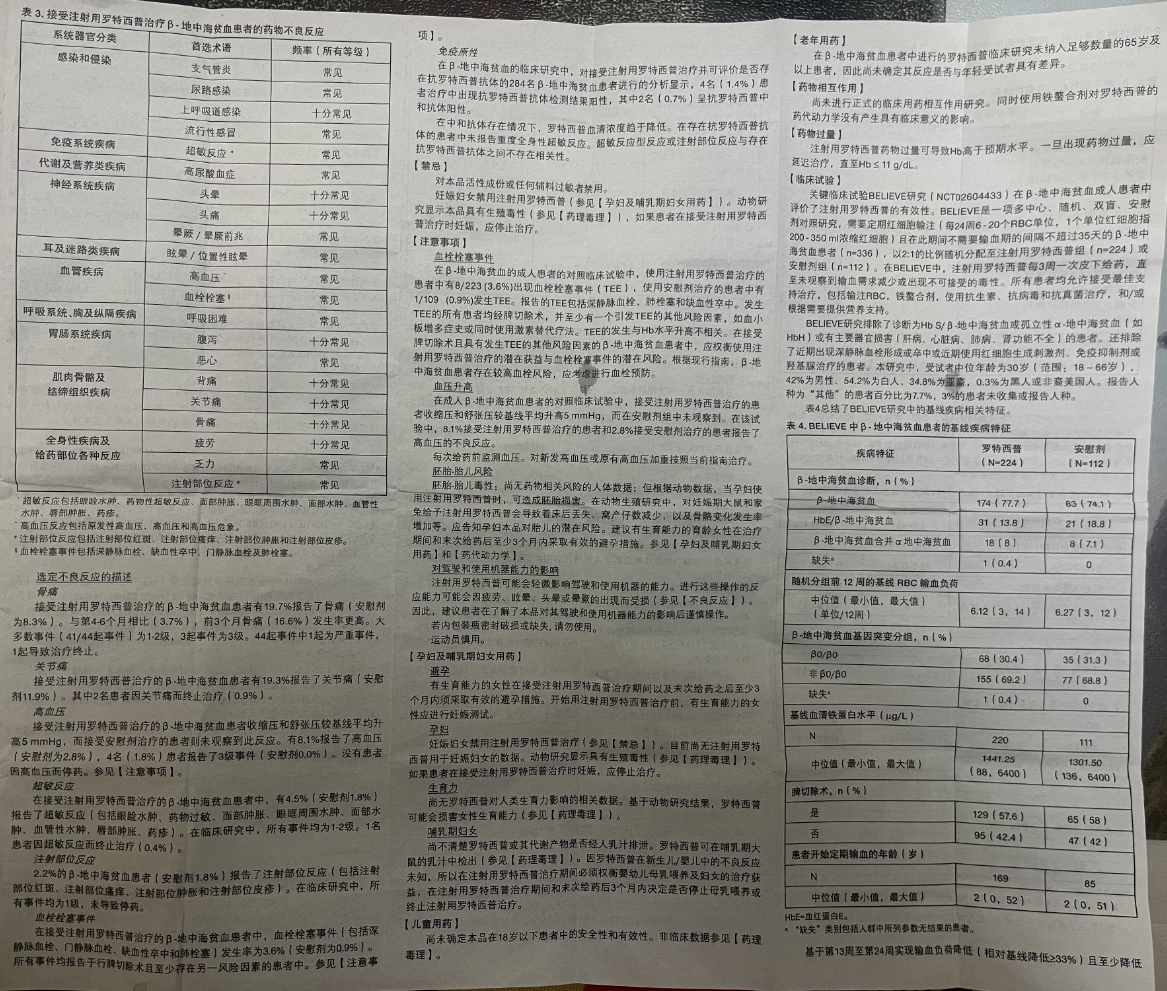 表 3. 接受注射用罗特西普治疗 β-地中海贫血患者的药物不良反应
系统器官分类 首选术语 频率（所有等级）
感染和侵染 支气管炎 常见
尿路感染 常见
上呼吸道感染 十分常见
流行性感冒 常见
免疫系统疾病 超敏反应* 常见
代谢及营养类疾病 高尿酸血症 常见
神经系统疾病 头晕 十分常见
头痛 十分常见
晕厥/晕厥前兆 常见
耳及迷路类疾病 眩晕/位置性眩晕 常见
血管疾病 高血压~ 常见
血栓栓塞§ 常见
呼吸系统、胸及纵隔疾病 呼吸困难 常见
胃肠系统疾病 腹泻 十分常见
恶心 常见
肌肉骨骼及
结缔组织疾病 背痛 十分常见
关节痛 十分常见
骨痛 十分常见
全身性疾病及
给药部位各种反应 疲劳 十分常见
乏力 常见
注射部位反应* 常见
超敏反应包括眼睑水肿、药物性超敏反应、面部肿胀、眼眶周围水肿、面部水肿、血管性
水肿、唇部肿胀、药疹。
~高血压反应包括原发性高血压、高血压和高血压危象。
*注射部位反应包括注射部位红斑、注射部位瘙痒、注射部位肿胀和注射部位皮疹。
§血栓栓塞事件包括深静脉血栓、缺血性卒中、门静脉血栓及肺栓塞。
选定不良反应的描述
骨痛
接受注射用罗特西普治疗的β-地中海贫血患者有19.7%报告了骨痛（安慰剂
为8.3%）。与第4-6个月相比（3.7%），前3个月骨痛（16.6%）发生率更高。大
多数事件（41/44起事件）为1-2级，3起事件为3级。44起事件中1起为严重事件，
1起导致治疗终止。
关节痛
接受注射用罗特西普治疗的β-地中海贫血患者有19.3%报告了关节痛（安慰
剂11.9%）。其中2名患者因关节痛而终止治疗（0.9%）。
高血压
接受注射用罗特西普治疗的β-地中海贫血患者收缩压和舒张压较基线平均升
高5 mmHg，而接受安慰剂治疗的患者则未观察到此反应。有8.1%报告了高血压
（安慰剂为2.8%），4名（1.8%）患者报告了3级事件（安慰剂0.0%）。没有患者
因高血压而停药。参见【注意事项】。
超敏反应
在接受注射用罗特西普治疗的β-地中海贫血患者中，有4.5%（安慰剂1.8%）
报告了超敏反应（包括眼睑水肿、药物过敏、面部肿胀、眼眶周围水肿、面部水
肿、血管性水肿、唇部肿胀、药疹）。在临床研究中，所有事件均为1-2级。1名
患者因超敏反应而终止治疗（0.4%）。
注射部位反应
2.2%的β-地中海贫血患者（安慰剂1.8%）报告了注射部位反应（包括注射
部位红斑、注射部位瘙痒、注射部位肿胀和注射部位皮疹）。在临床研究中，所
有事件均为1级，未导致停药。
血栓栓塞事件
在接受注射用罗特西普治疗的β-地中海贫血患者中，血栓栓塞事件（包括深
静脉血栓、门静脉血栓、缺血性卒中和肺栓塞）发生率为3.6%（安慰剂为0.9%）。
所有事件均报告于行脾切除术且至少存在另一风险因素的患者中。参见【注意事
项】。
免疫原性
在β-地中海贫血的临床研究中，对接受注射用罗特西普治疗并可评价是否存
在抗罗特西普抗体的284名β-地中海贫血患者进行的分析显示，4名（1.4%）患
者治疗中出现抗罗特西普抗体检测结果阳性，其中2名（0.7%）呈抗罗特西普中
和抗体阳性。
在中和抗体存在情况下，罗特西普血清浓度趋于降低。在存在抗罗特西普抗
体的患者中未报告重度全身性超敏反应。超敏反应型反应或注射部位反应与存在
抗罗特西普抗体之间不存在相关性。
【禁忌】
对本品活性成份或任何辅料过敏者禁用。
妊娠妇女禁用注射用罗特西普（参见【孕妇及哺乳期妇女用药】）。动物研
究显示本品具有生殖毒性（参见【药理毒理】），如果患者在接受注射用罗特西
普治疗时妊娠，应停止治疗。
【注意事项】
血栓栓塞事件
在β-地中海贫血的成人患者的对照临床试验中，使用注射用罗特西普治疗的
患者中有8/223 (3.6%)出现血栓栓塞事件（TEE），使用安慰剂治疗的患者中有
1/109（0.9%)发生TEE。报告的TEE包括深静脉血栓、肺栓塞和缺血性卒中。发生
TEE的所有患者均经脾切除术，并至少有一个引发TEE的其他风险因素，如血小
板增多症史或同时使用激素替代疗法。TEE的发生与Hb水平升高不相关。在接受
脾切除术且具有发生TEE的其他风险因素的β-地中海贫血患者中，应权衡使用注
射用罗特西普治疗的潜在获益与血栓栓塞事件的潜在风险。根据现行指南，β-地
中海贫血患者存在较高血栓风险，应考虑进行血栓预防。
血压升高
在成人β-地中海贫血患者的对照临床试验中，接受注射用罗特西普治疗的患
者收缩压和舒张压较基线平均升高5 mmHg，而在安慰剂组中未观察到。在该试
验中，8.1%接受注射用罗特西普治疗的患者和2.8%接受安慰剂治疗的患者报告了
高血压的不良反应。
每次给药前监测血压。对新发高血压或原有高血压加重按照当前指南治疗。
胚胎-胎儿风险
胚胎-胎儿毒性：尚无药物相关风险的人体数据；但根据动物数据，当孕妇使
用注射用罗特西普时，可造成胚胎损害。在动物生殖研究中，对妊娠期大鼠和家
兔给予注射用罗特西普会导致着床后丢失、窝产仔数减少，以及骨骼变化发生率
增加等。应告知孕妇本品对胎儿的潜在风险。建议有生育能力的育龄女性在治疗
期间和末次给药后至少3个月内采取有效的避孕措施。参见【孕妇及哺乳期妇女
用药】和【药代动力学】。
对驾驶和使用机器能力的影响
注射用罗特西普可能会轻微影响驾驶和使用机器的能力。进行这些操作的反
应能力可能会因疲劳、眩晕、头晕或晕厥的出现而受损（参见【不良反应】）。
因此，建议患者在了解了本品对其驾驶和使用机器能力的影响后谨慎操作。
若内包装瓶密封破损或缺失，请勿使用。
运动员慎用。
【孕妇及哺乳期妇女用药】
避孕
有生育能力的女性在接受注射用罗特西普治疗期间以及末次给药之后至少3
个月内须采取有效的避孕措施。开始用注射用罗特西普治疗前，有生育能力的女
性应进行妊娠测试。
孕妇
妊娠妇女禁用注射用罗特西普治疗（参见【禁忌】）。目前尚无注射用罗特
西普用于妊娠妇女的数据。动物研究显示具有生殖毒性（参见【药理毒理】）。
如果患者在接受注射用罗特西普治疗时妊娠，应停止治疗。
生育力
尚无罗特西普对人类生育力影响的相关数据。基于动物研究结果，罗特西普
可能会损害女性生育力（参见【药理毒理】）。
哺乳期妇女
尚不清楚罗特西普或其代谢产物是否经人乳汁排泄。罗特西普可在哺乳期大
鼠的乳汁中检出（参见【药理毒理】）。因罗特西普在新生儿/婴儿中的不良反应
未知，所以在注射用罗特西普治疗期间必须权衡婴幼儿母乳喂养及妇女的治疗获
益，在注射用罗特西普治疗期间和末次给药后3个月内决定是否停止母乳喂养或
终止注射用罗特西普治疗。
【儿童用药】
尚未确定本品在18岁以下患者中的安全性和有效性。非临床数据参见【药理
毒理】。
【老年用药】
在β-地中海贫血患者中进行的罗特西普临床研究未纳入足够数量的65岁及
以上患者，因此尚未确定其反应是否与年轻受试者具有差异。
【药物相互作用】
尚未进行正式的临床用药相互作用研究。同时使用铁螯合剂对罗特西普的
药代动力学没有产生具有临床意义的影响。
【药物过量】
注射用罗特西普药物过量可导致Hb高于预期水平。一旦出现药物过量，应
延迟治疗，直至Hb ≤ 11 g/dL。
【临床试验】
关键临床试验BELIEVE研究（NCT02604433）在β-地中海贫血成人患者中
评价了注射用罗特西普的有效性。BELIEVE是一项多中心、随机、双盲、安慰
剂对照研究，需要定期红细胞输注（每24周6-20个RBC单位，1个单位红细胞指
200-350 ml浓缩红细胞）且在此期间不需要输血期的间隔不超过35天的β-地中
海贫血患者（n=336），以2:1的比例随机分配至注射用罗特西普组（n=224）或
安慰剂组（n=112）。在BELIEVE中，注射用罗特西普每3周一次皮下给药，直
至未观察到输血需求减少或出现不可接受的毒性。所有患者均允许接受最佳支
持治疗，包括输注RBC，铁螯合剂，使用抗生素、抗病毒和抗真菌治疗，和/或
根据需要提供营养支持。
BELIEVE研究排除了诊断为Hb S/β-地中海贫血或孤立性α-地中海贫血（如
HbH）或有主要器官损害（肝病、心脏病、肺病、肾功能不全）的患者。还排除
了近期出现深静脉血栓形成或卒中或近期使用红细胞生成刺激剂、免疫抑制剂或
羟基脲治疗的患者。本研究中，受试者中位年龄为30岁（范围：18~66岁），
42%为男性、54.2%为白人、34.8%为亚裔，0.3%为黑人或非裔美国人。报告人
种为“其他”的患者百分比为7.7%，3%的患者未收集或报告人种。
表4总结了BELIEVE研究中的基线疾病相关特征。
表 4. BELIEVE 中 β-地中海贫血患者的基线疾病特征
疾病特征 罗特西普（N=224） 安慰剂（N=112）
β-地中海贫血诊断，n（%）
β-地中海贫血 174（77.7） 83（74.1）
HbE/β-地中海贫血 31（13.8） 21（18.8）
β-地中海贫血合并α地中海贫血 18（8） 8（7.1）
缺失ª 1（0.4） 0
随机分组前 12 周的基线 RBC 输血负荷
中位值（最小值，最大值）
（单位/12周） 6.12（3，14） 6.27（3，12）
β-地中海贫血基因突变分组，n（%）
β0/β0 68（30.4） 35（31.3）
非 β0/β0 155（69.2） 77（68.8）
缺失ª 1（0.4） 0
基线血清铁蛋白水平（μg/L）
N 220 111
中位值（最小值，最大值） 1441.25（88，6400） 1301.50（136，6400）
脾切除术，n（%）
是 129（57.6） 65（58）
否 95（42.4） 47（42）
患者开始定期输血的年龄（岁）
N 169 85
中位值（最小值，最大值） 2（0，52） 2（0，51）
HbE=血红蛋白E。
ª “缺失”类别包括人群中所列参数无结果的患者。
基于第13周至第24周实现输血负荷降低（相对基线降低≥33%）且至少降低